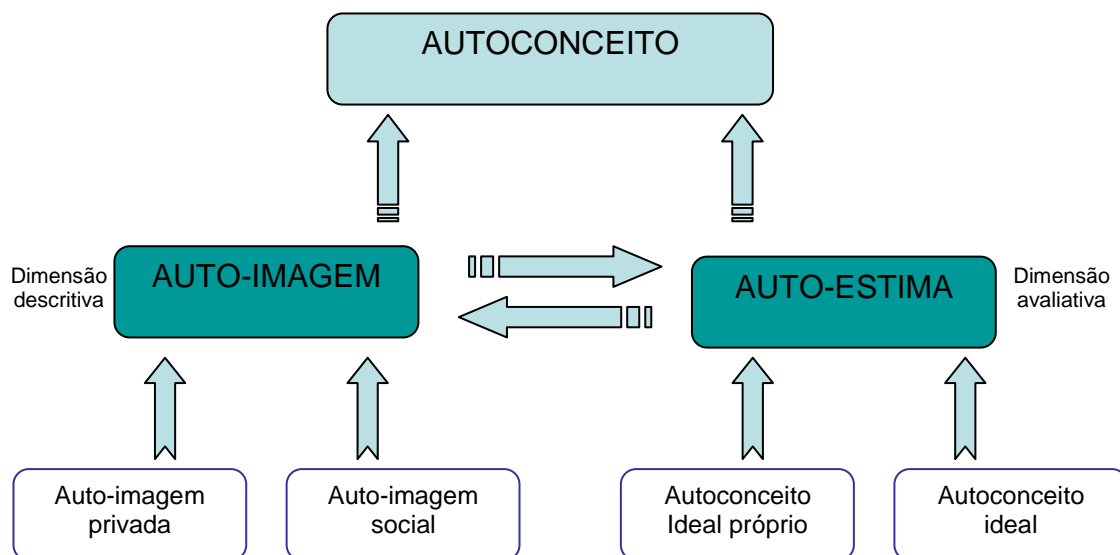 AUTOCONCEITO
Dimensão
descritiva
AUTO-IMAGEM
AUTO-ESTIMA
Dimensão
avaliativa
Auto-imagem
privada
Auto-imagem
social
Autoconceito
Ideal próprio
Autoconceito
ideal